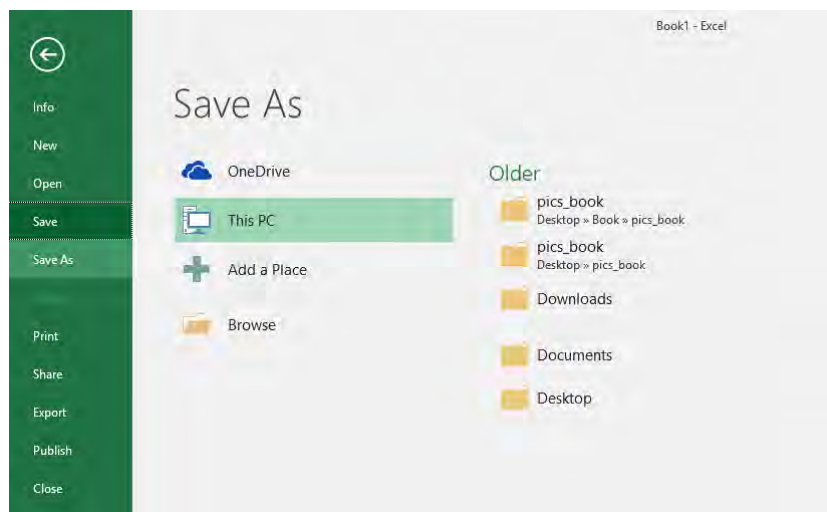 Book1 - Excel
Info
New
Open
Save
Save As
Print
Share
Export
Publish
Close
Save As
OneDrive
This PC
Add a Place
Browse
Older
pics_book
Desktop » Book » pics_book
pics_book
Desktop » pics_book
Downloads
Documents
Desktop